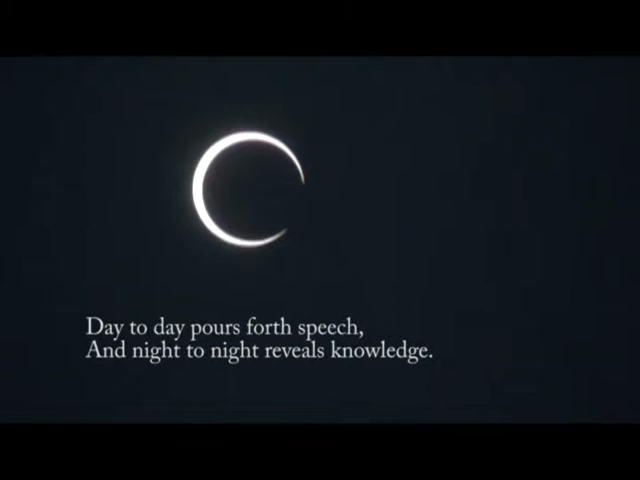 Day to day pours forth speech,
And night to night reveals knowledge.